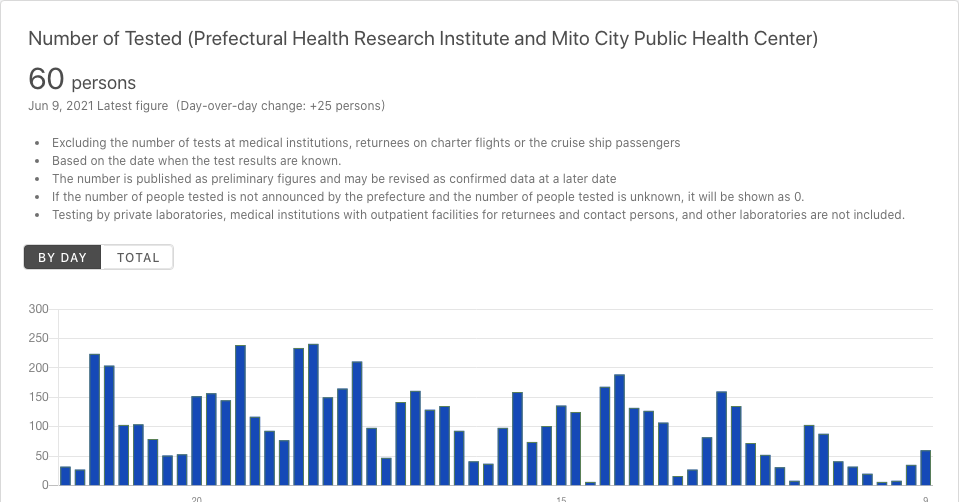 Number of Tested (Prefectural Health Research Institute and Mito City Public Health Center)
60 persons
Jun 9, 2021 Latest figure (Day-over-day change: +25 persons)
• Excluding the number of tests at medical institutions, returnees on charter flights or the cruise ship passengers
• Based on the date when the test results are known.
• The number is published as preliminary figures and may be revised as confirmed data at a later date
• If the number of people tested is not announced by the prefecture and the number of people tested is unknown, it will be shown as 0.
• Testing by private laboratories, medical institutions with outpatient facilities for returnees and contact persons, and other laboratories are not included.
BY DAY TOTAL
300
250
200
150
100
50
0
20 15 9